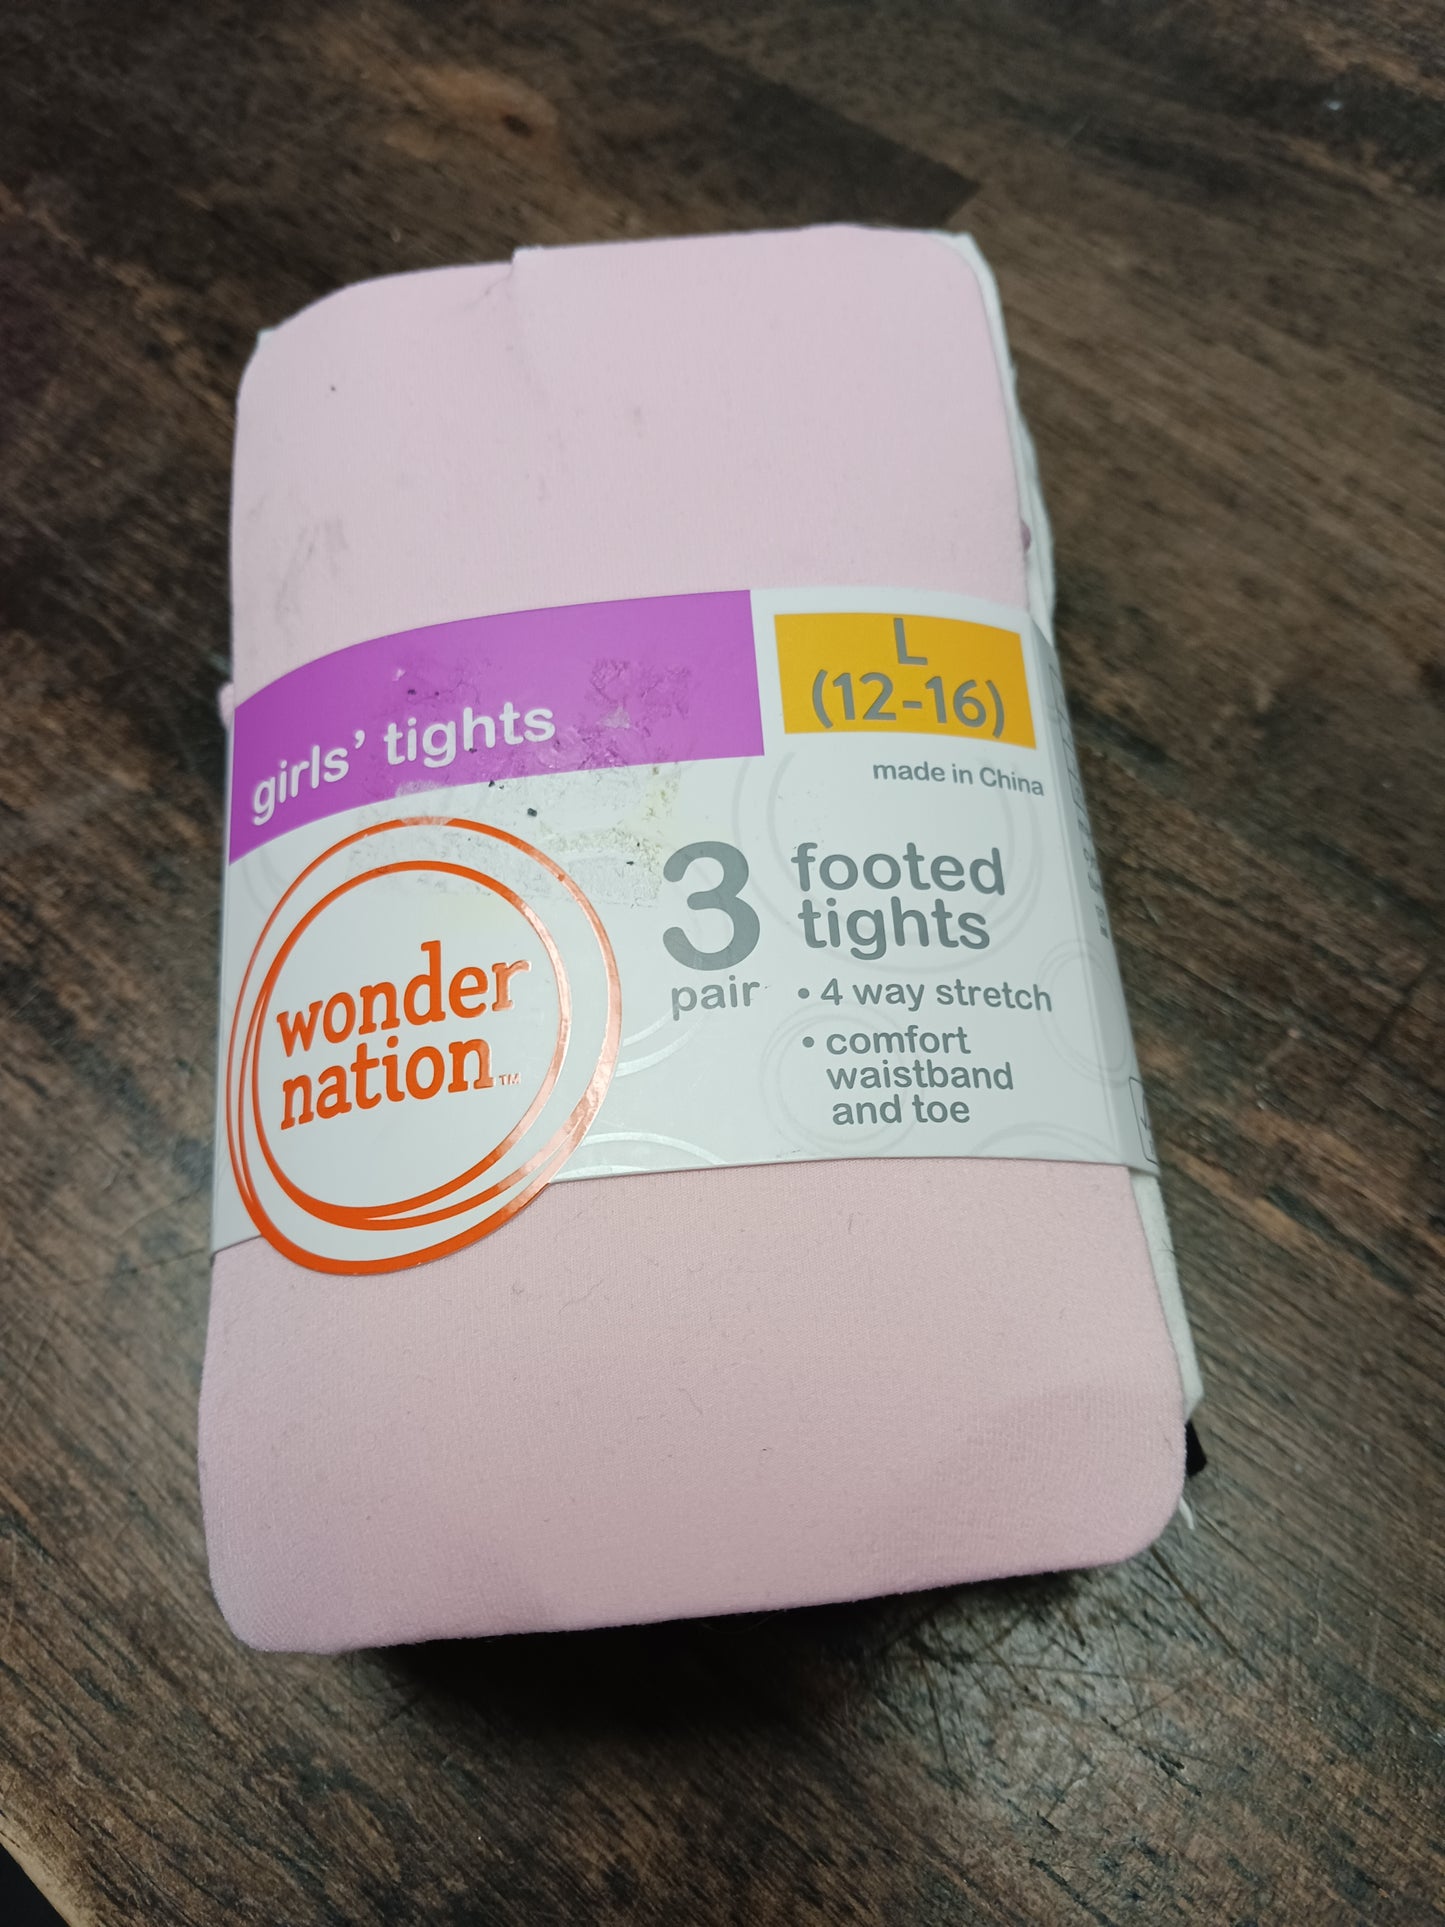 girls' tights
L
(12-16)
made in China
wonder
nation™
3
pair
footed
tights
• 4 way stretch
• comfort
waistband
and toe